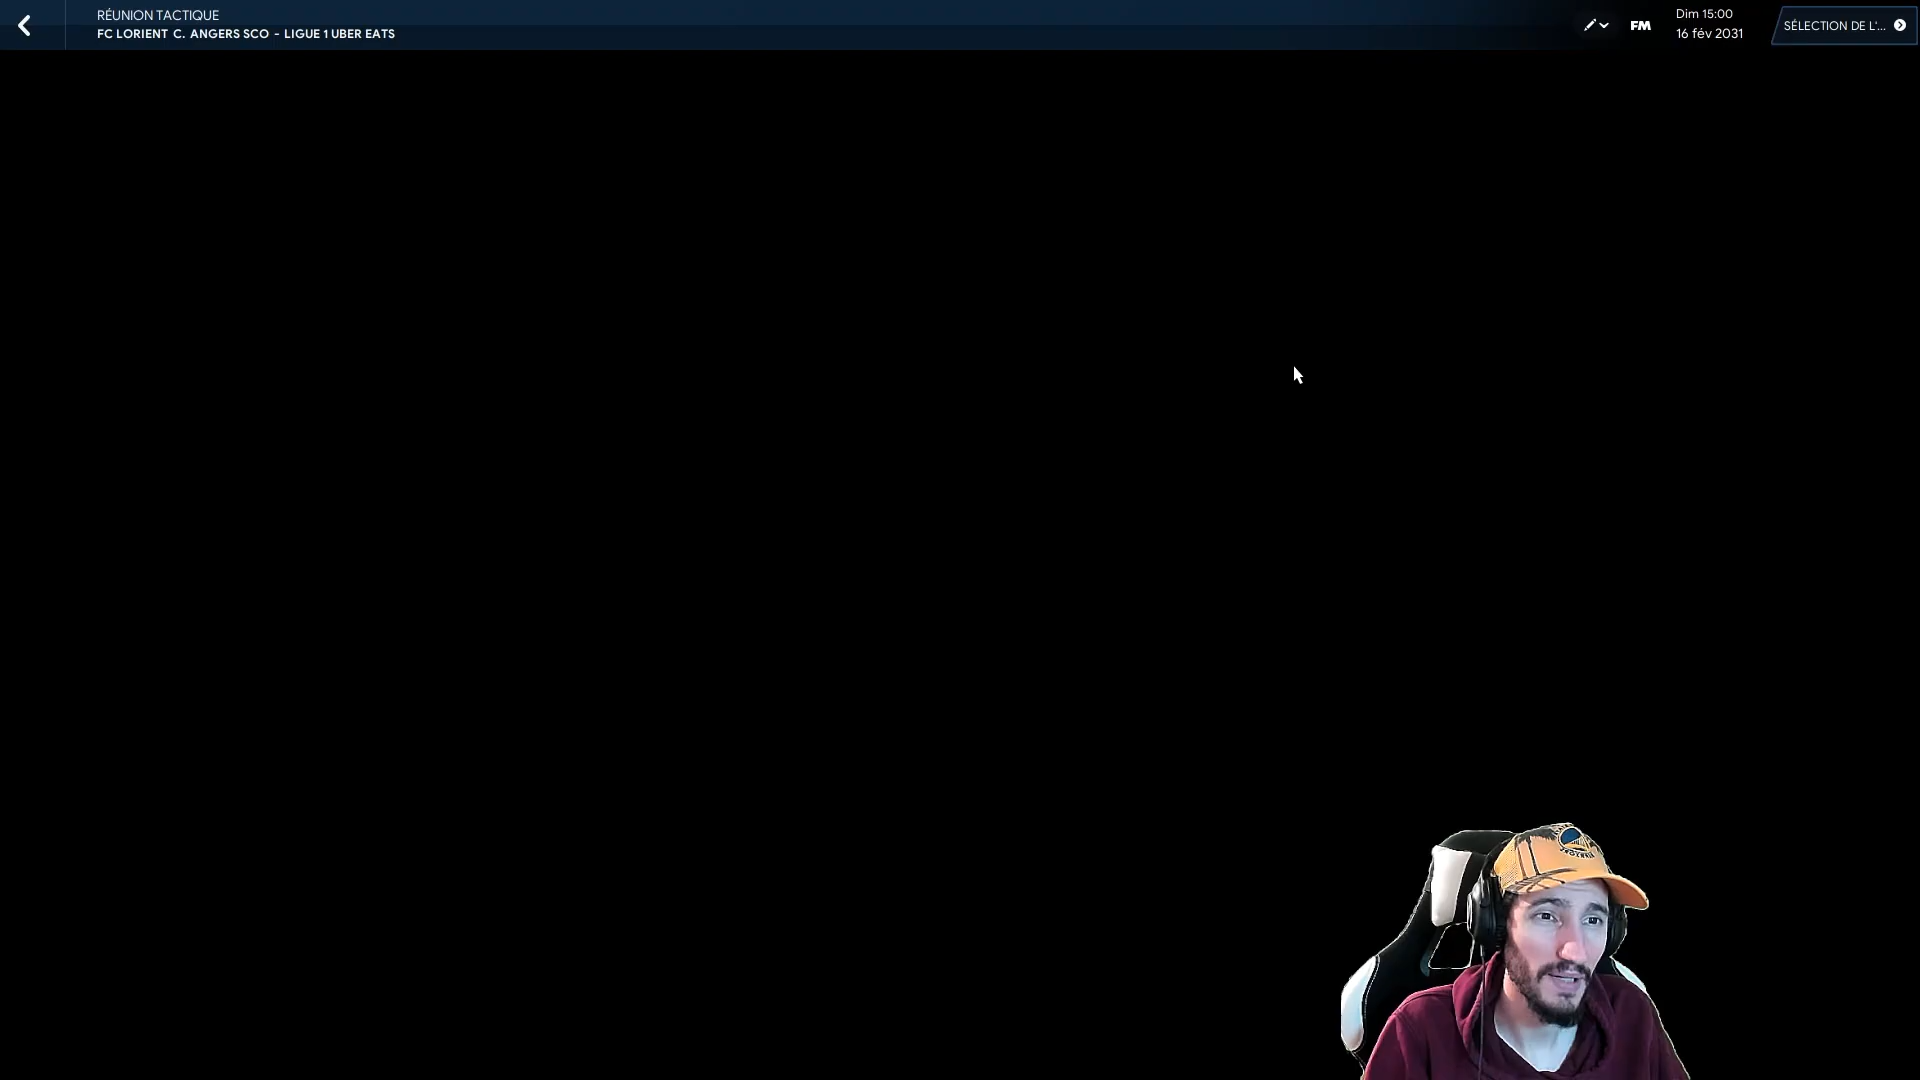 RÉUNION TACTIQUE
FC LORIENT C. ANGERS SCO - LIGUE 1 UBER EATS
FM
Dim 15:00
16 fév 2031
SÉLECTION DE L'...